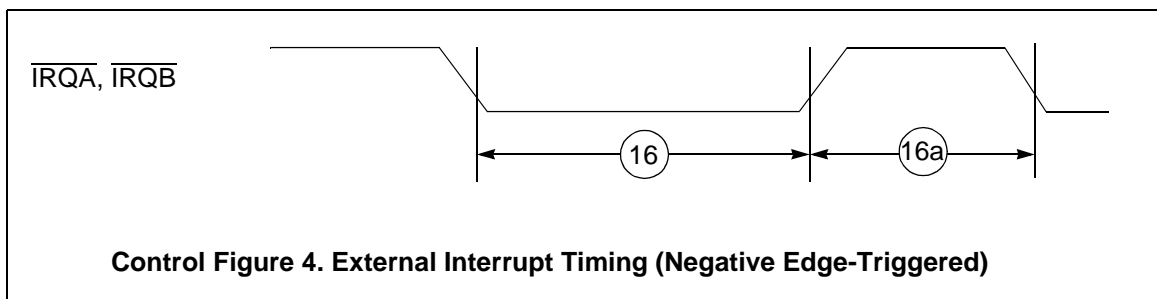 IRQA, IRQB
16
16a
Control Figure 4. External Interrupt Timing (Negative Edge-Triggered)